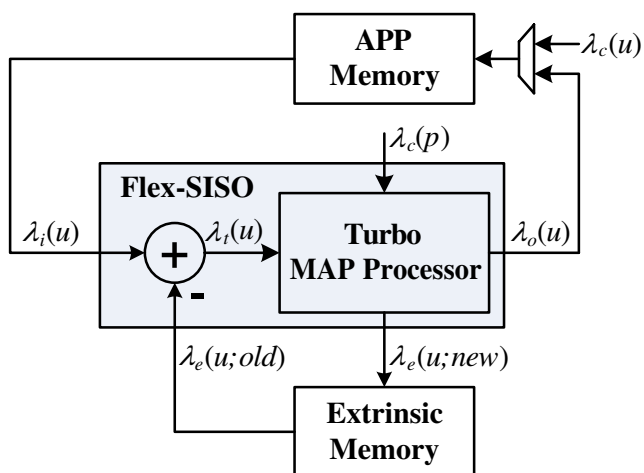 APP
Memory
λc(u)
λc(p)
Flex-SISO
λi(u)
+
λt(u)
Turbo
MAP Processor
λo(u)
-
λe(u;old)
λe(u;new)
Extrinsic
Memory